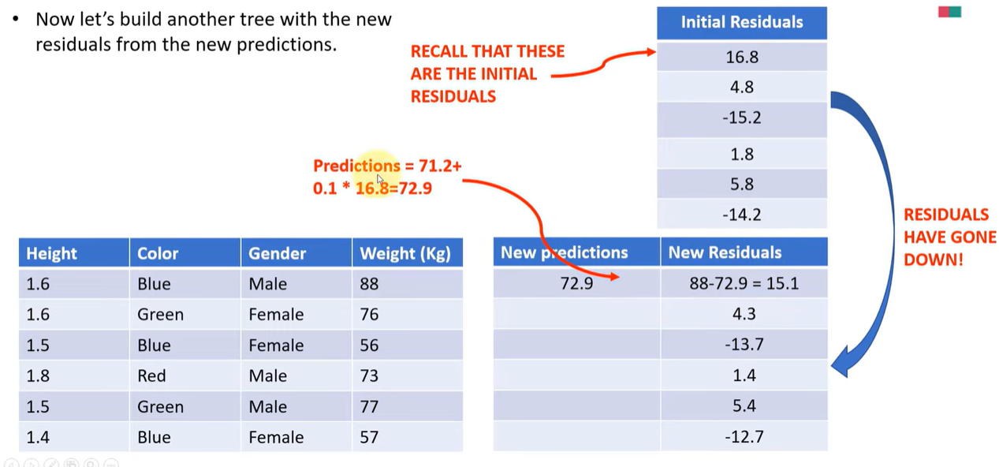 • Now let's build another tree with the new
residuals from the new predictions.
RECALL THAT THESE
ARE THE INITIAL
RESIDUALS
Initial Residuals
16.8
4.8
-15.2
1.8
5.8
-14.2
Predictions = 71.2+
0.1 * 16.8=72.9
RESIDUALS
HAVE GONE
DOWN!
Height Color Gender Weight (Kg)
1.6 Blue Male 88
1.6 Green Female 76
1.5 Blue Female 56
1.8 Red Male 73
1.5 Green Male 77
1.4 Blue Female 57
New predictions New Residuals
72.9 88-72.9 = 15.1
4.3
-13.7
1.4
5.4
-12.7